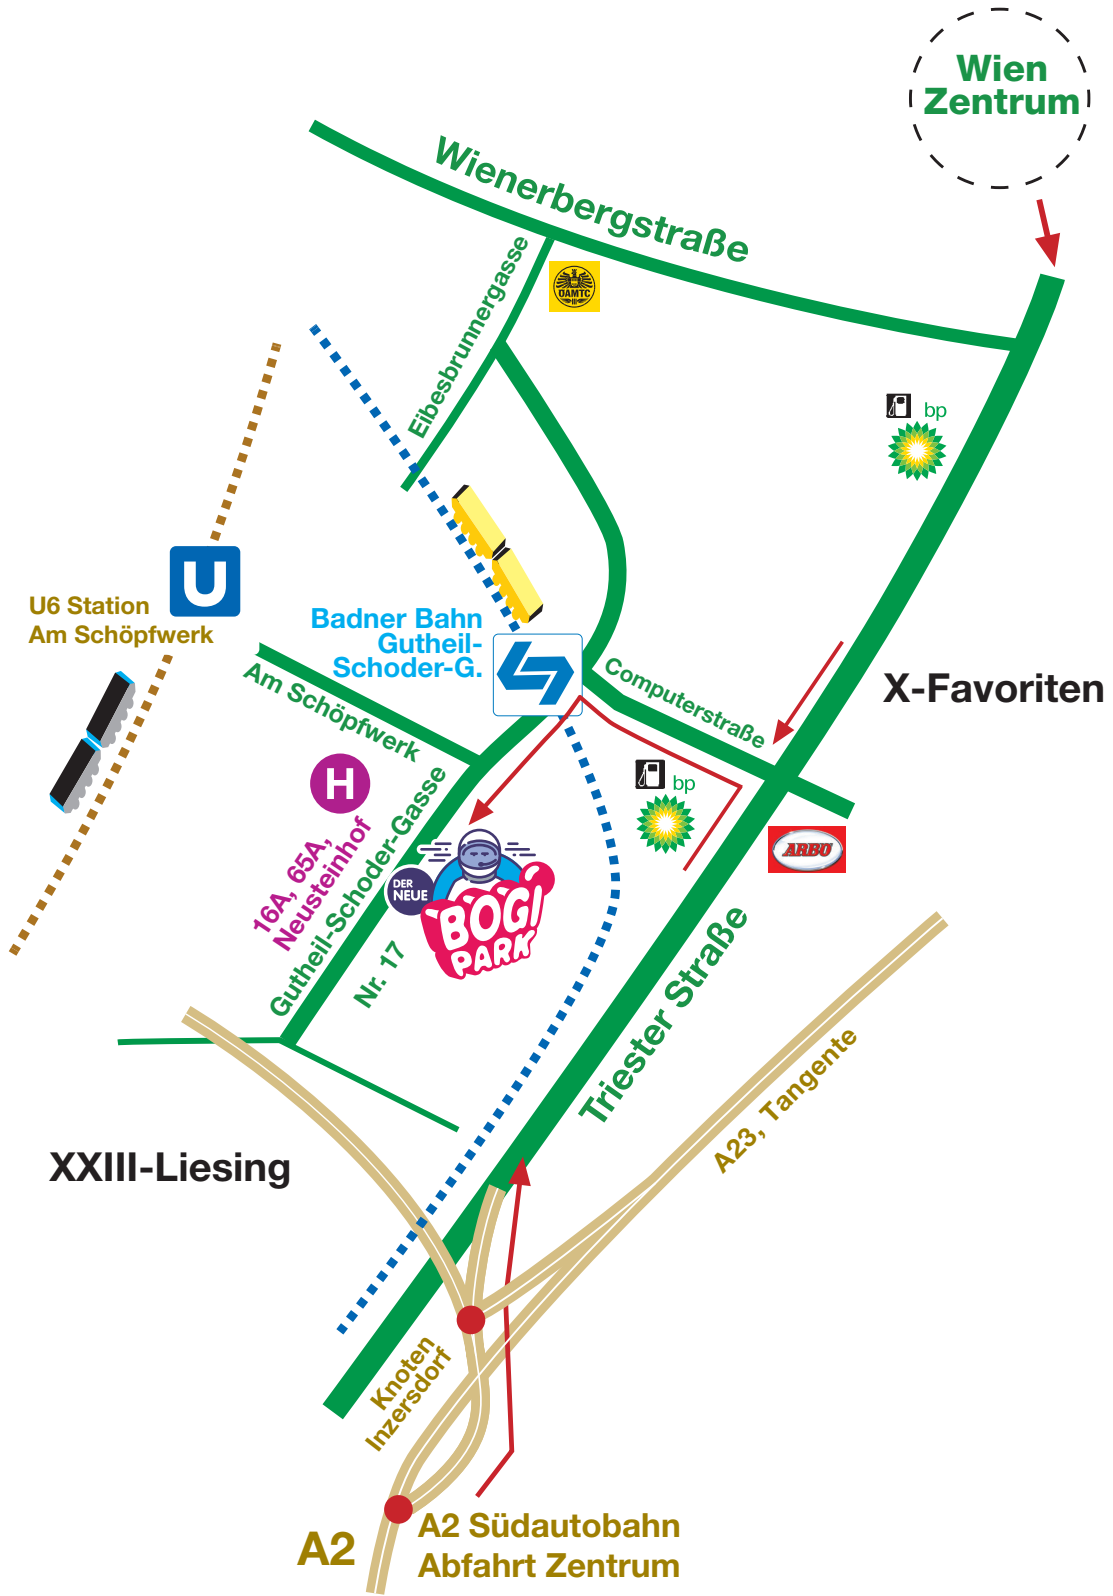 Wien
Zentrum
Wienerbergstraße
Eibesbrunnergasse
ÖAMTC
bp
U
U6 Station
Am Schöpfwerk
Badner Bahn
Gutheil-
Schoder-G.
Computerstraße
X-Favoriten
Am Schöpfwerk
H
16A, 65A,
Neusteinhof
Gutheil-Schoder-Gasse
Nr. 17
bp
ARBÖ
DER
NEUE
BOGI
PARK
Triester Straße
A23, Tangente
XXIII-Liesing
Knoten
Inzersdorf
A2
A2 Südautobahn
Abfahrt Zentrum